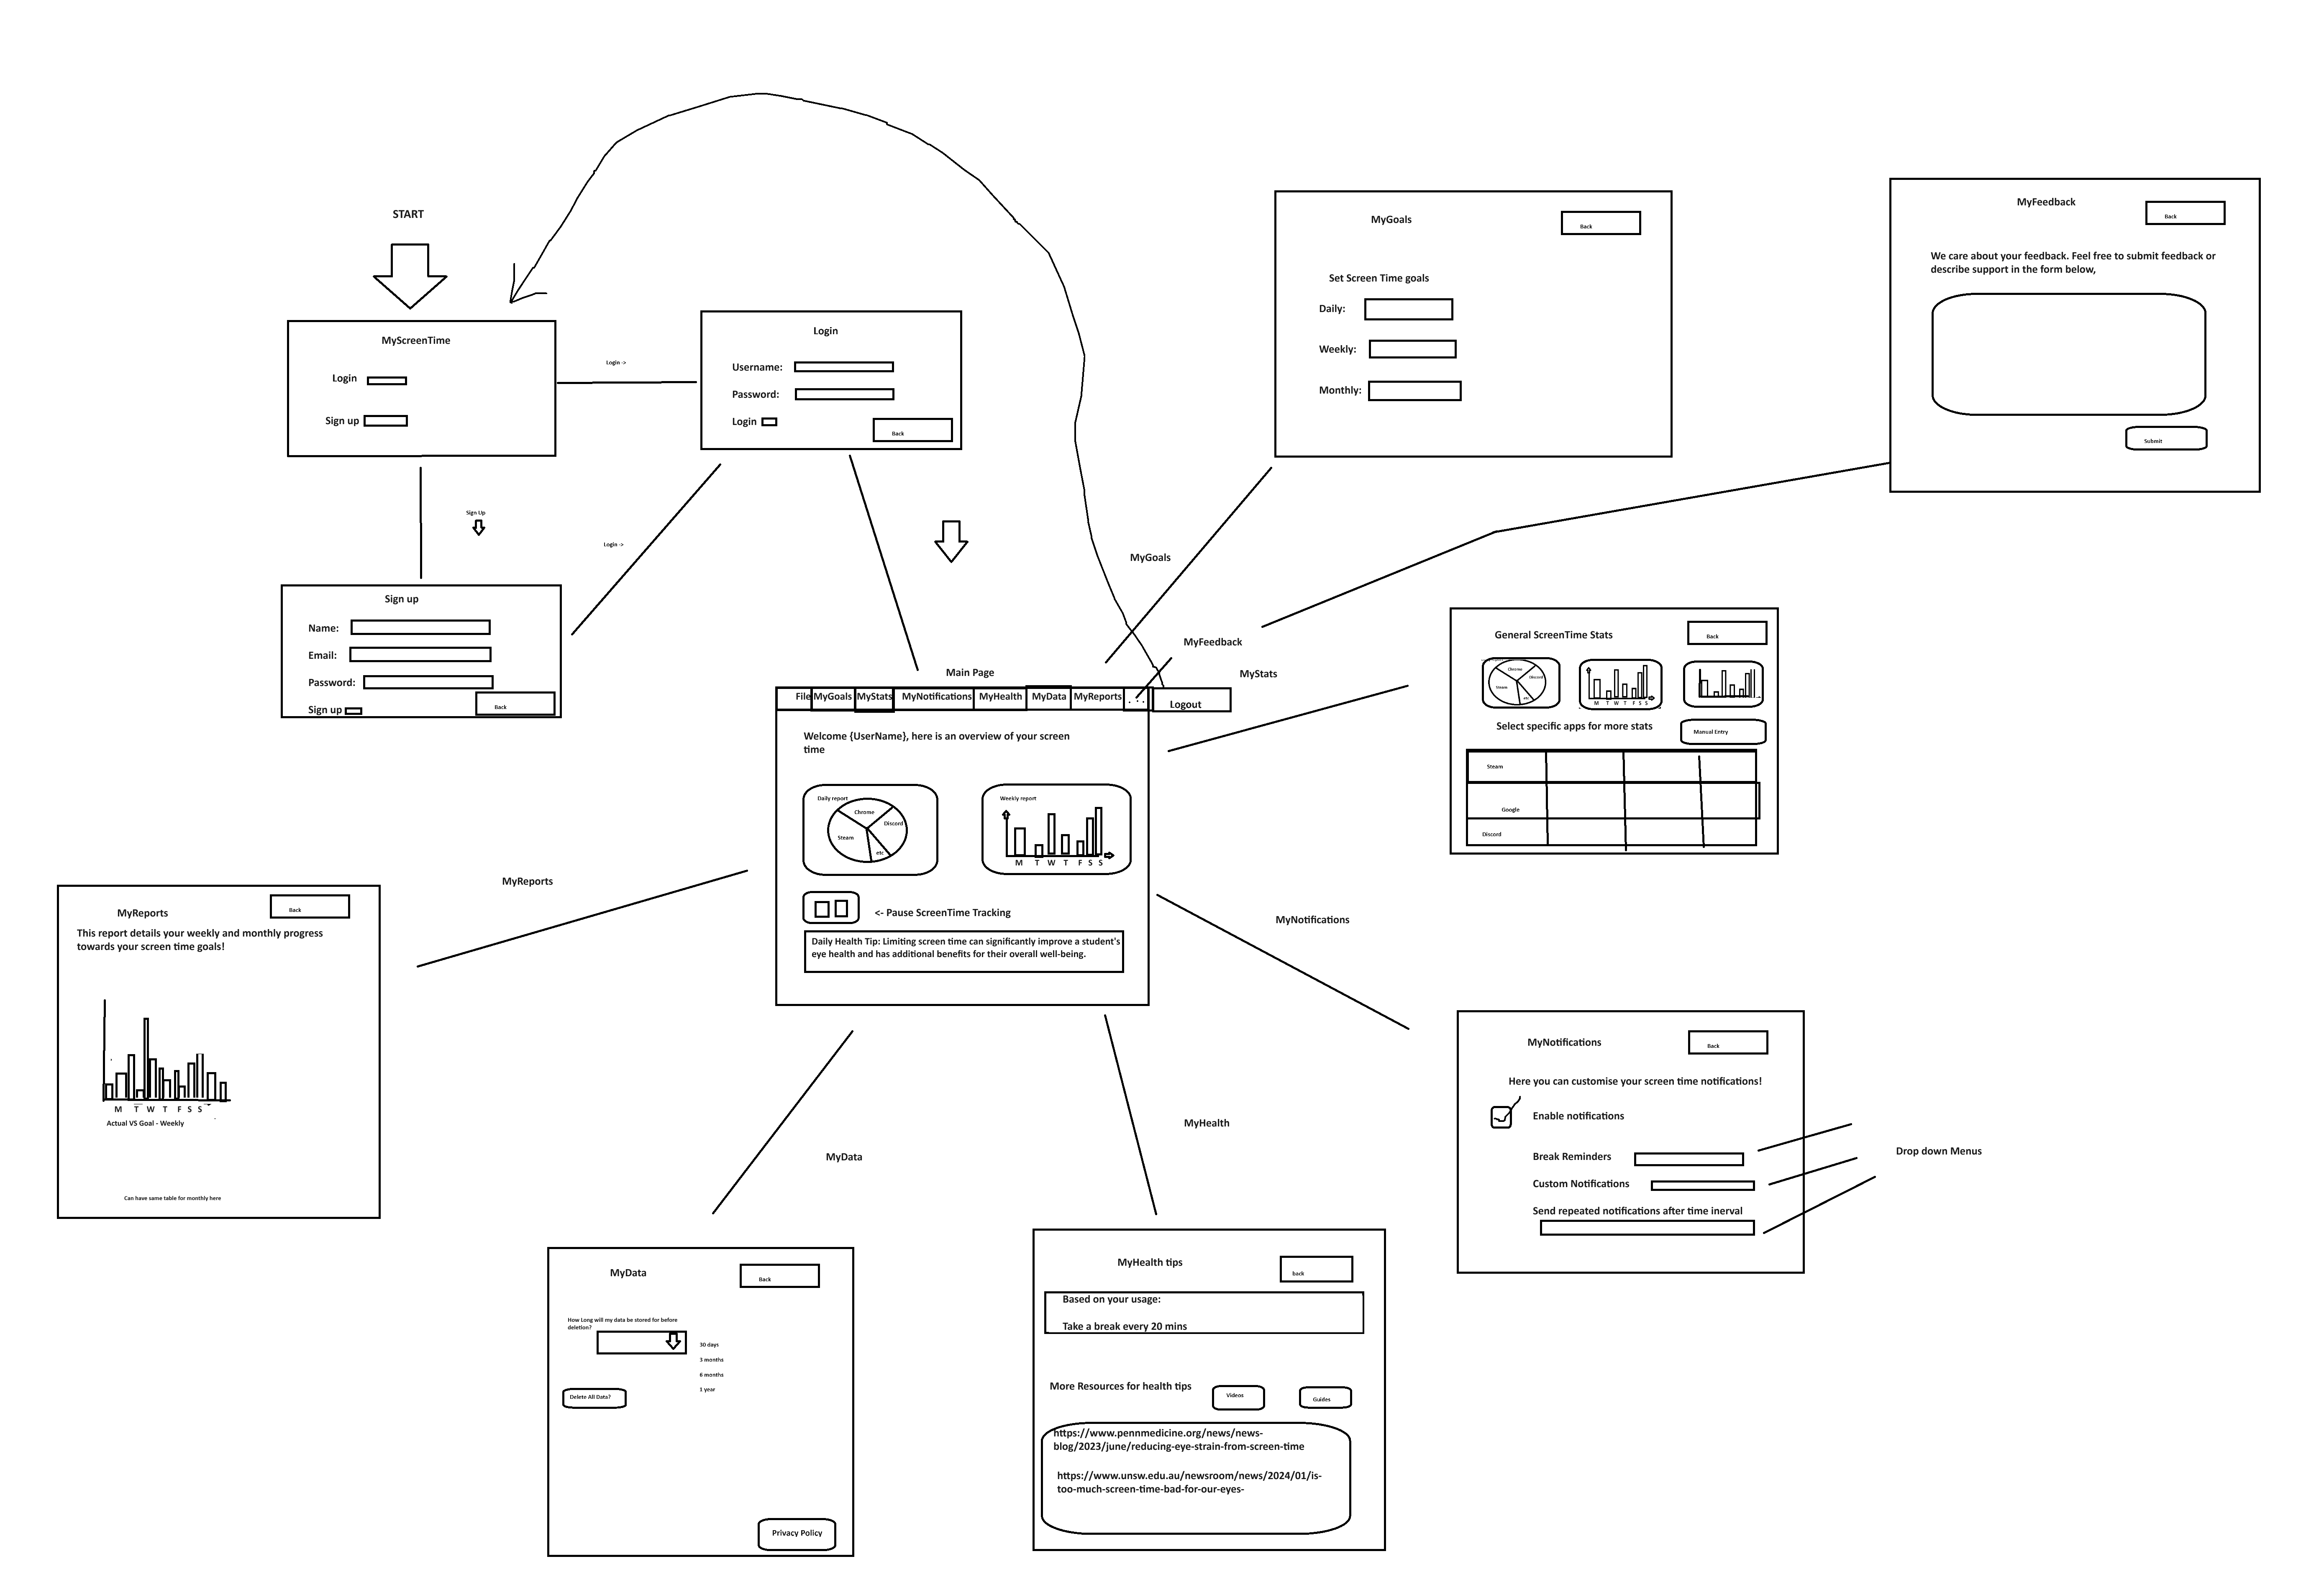 START
MyScreenTime
Login
Sign up
Login ->
Login
Username:
Password:
Login
Back
Sign Up
Login ->
Sign up
Name:
Email:
Password:
Sign up
Back
MyGoals
Back
Set Screen Time goals
Daily:
Weekly:
Monthly:
MyFeedback
Back
We care about your feedback. Feel free to submit feedback or
describe support in the form below,
Submit
MyGoals
MyFeedback
MyStats
Main Page
File MyGoals MyStats MyNotifications MyHealth MyData MyReports . . . Logout
Welcome {UserName}, here is an overview of your screen
time
Daily report
Chrome
Discord
Steam
etc
Weekly report
M T W T F S S
<- Pause ScreenTime Tracking
Daily Health Tip: Limiting screen time can significantly improve a student's
eye health and has additional benefits for their overall well-being.
General ScreenTime Stats
Back
Chrome
Discord
Steam
etc
M T W T F S S
Select specific apps for more stats
Manual Entry
Steam
Google
Discord
MyReports
MyReports
Back
This report details your weekly and monthly progress
towards your screen time goals!
M T W T F S S
Actual VS Goal - Weekly
Can have same table for monthly here
MyNotifications
MyNotifications
Back
Here you can customise your screen time notifications!
Enable notifications
Break Reminders
Custom Notifications
Send repeated notifications after time inerval
Drop down Menus
MyData
MyData
Back
How Long will my data be stored for before
deletion?
30 days
3 months
6 months
1 year
Delete All Data?
Privacy Policy
MyHealth
MyHealth tips
back
Based on your usage:
Take a break every 20 mins
More Resources for health tips
Videos
Guides
https://www.pennmedicine.org/news/news-
blog/2023/june/reducing-eye-strain-from-screen-time
https://www.unsw.edu.au/newsroom/news/2024/01/is-
too-much-screen-time-bad-for-our-eyes-